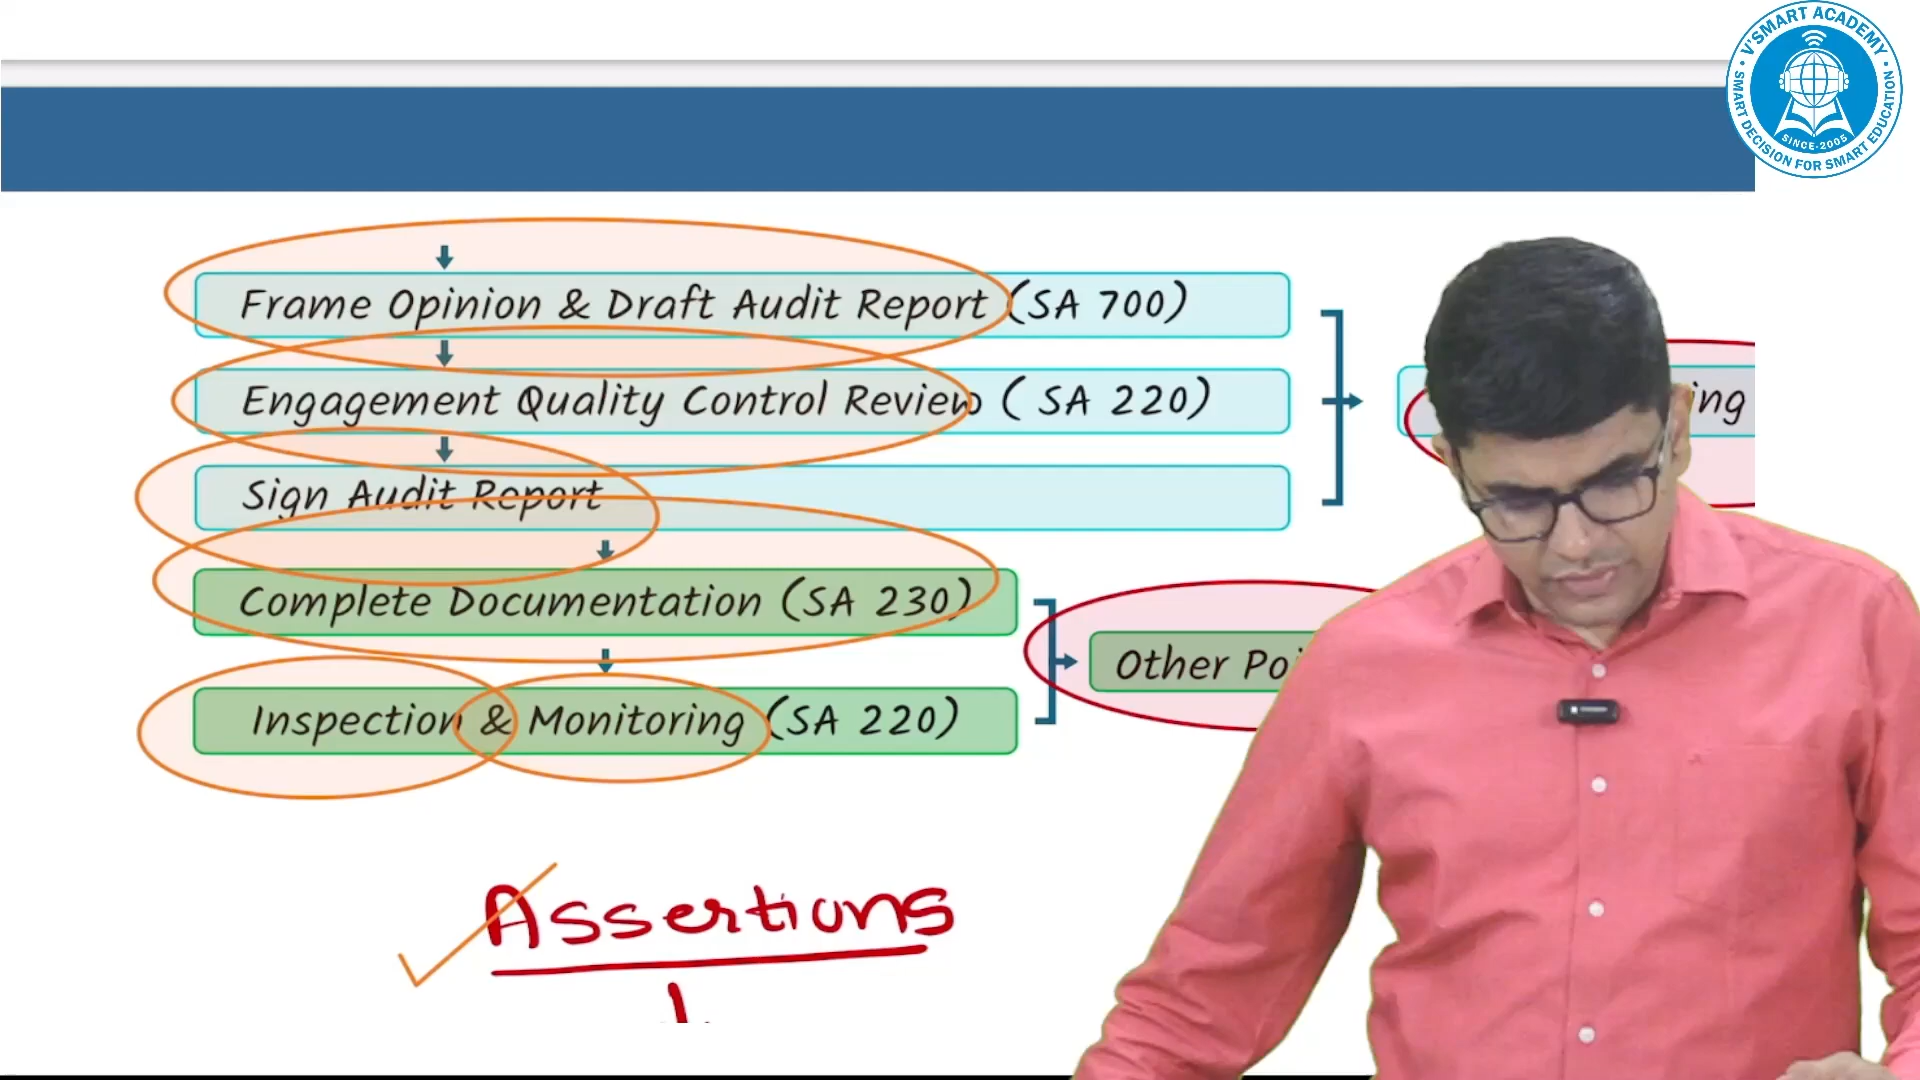 V'SMART ACADEMY
SMART DECISION FOR SMART EDUCATION
SINCE-2005
Frame Opinion & Draft Audit Report (SA 700)
Engagement Quality Control Review (SA 220)
ing
Sign Audit Report
Complete Documentation (SA 230)
Other Poi
Inspection & Monitoring (SA 220)
Assertions